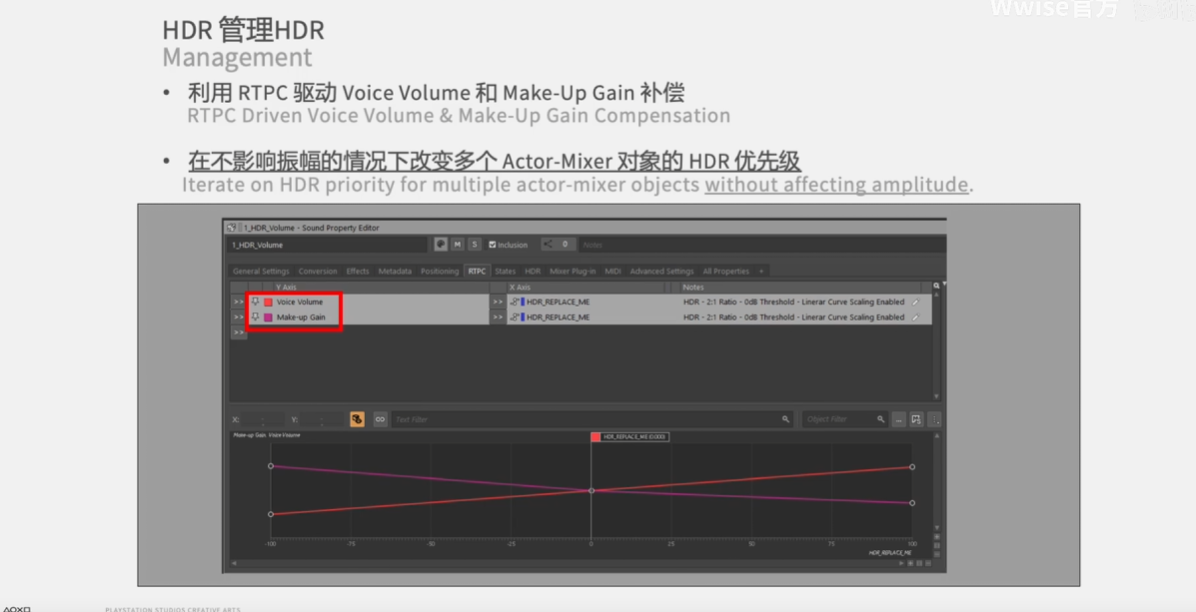 Wwise官方
HDR 管理HDR
Management
• 利用 RTPC 驱动 Voice Volume 和 Make-Up Gain 补偿
RTPC Driven Voice Volume & Make-Up Gain Compensation
• 在不影响振幅的情况下改变多个 Actor-Mixer 对象的 HDR 优先级
Iterate on HDR priority for multiple actor-mixer objects without affecting amplitude.
1_HDR_Volume - Sound Property Editor
1_HDR_Volume M S Inclusion 0 Notes
General Settings Conversion Effects Metadata Positioning RTPC States HDR Mixer Plug-in MIDI Advanced Settings All Properties +
Y Axis X Axis Notes
>> Voice Volume >> HDR_REPLACE_ME HDR - 2:1 Ratio - 0dB Threshold - Linerar Curve Scaling Enabled
>> Make-up Gain >> HDR_REPLACE_ME HDR - 2:1 Ratio - 0dB Threshold - Linerar Curve Scaling Enabled
>>
X: Y: Text Filter Object Filter
Make-up Gain, Voice Volume HDR_REPLACE_ME (0.000)
-100 -75 -50 -25 0 25 50 75 100
HDR_REPLACE_ME
PLAYSTATION STUDIOS CREATIVE ARTS